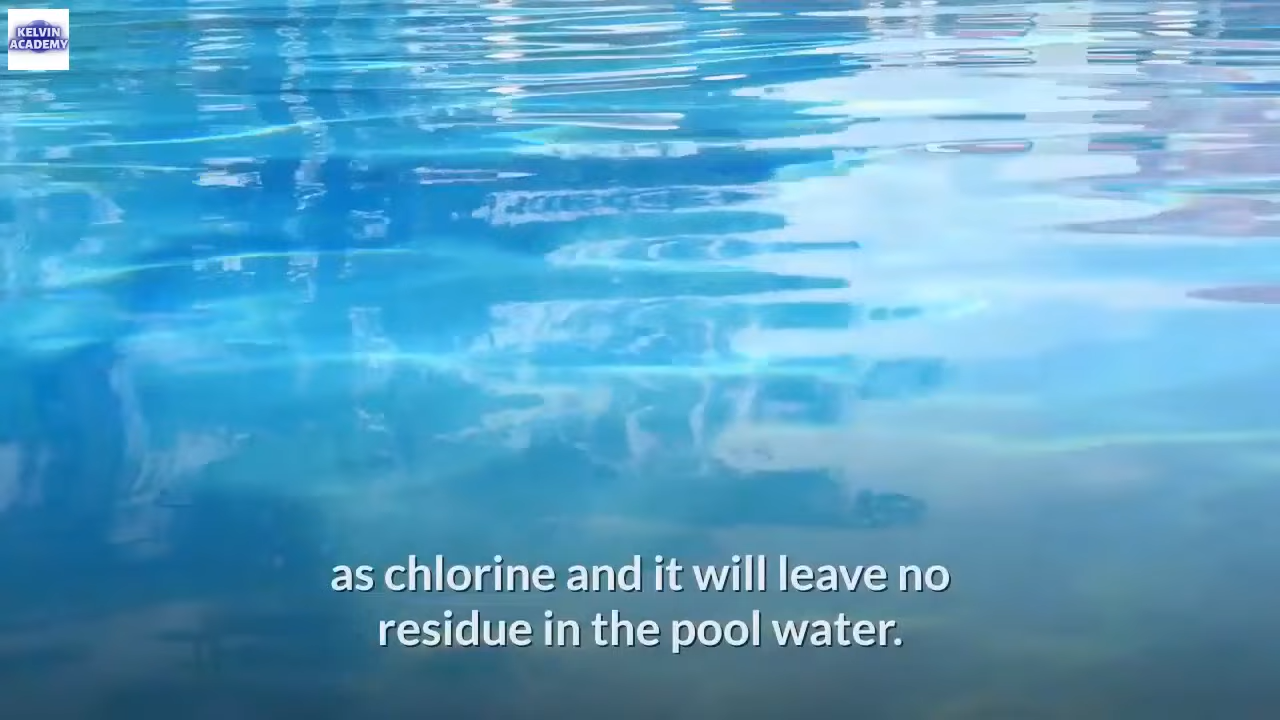 KELVIN
ACADEMY
as chlorine and it will leave no
residue in the pool water.